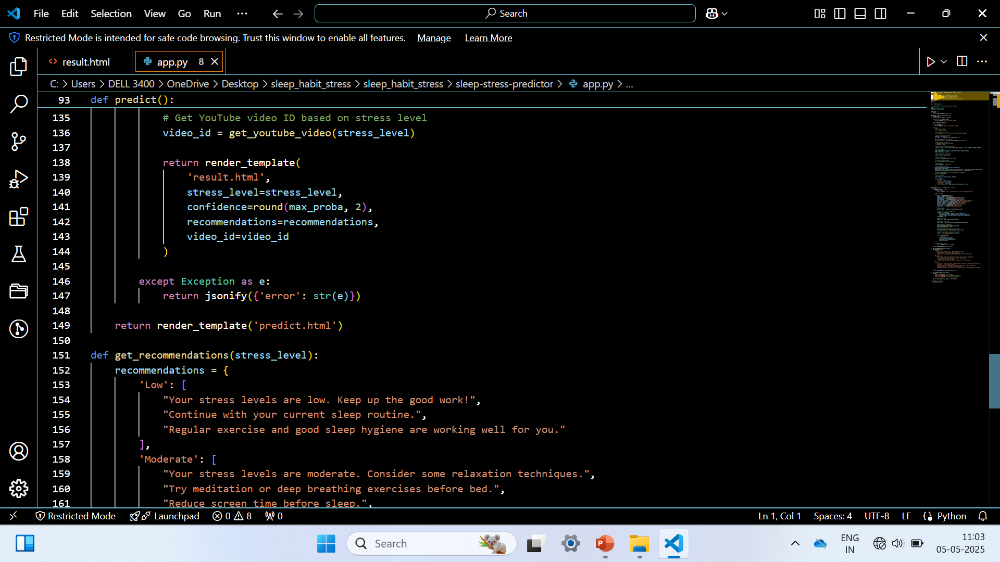 File Edit Selection View Go Run ... Search
Restricted Mode is intended for safe code browsing. Trust this window to enable all features. Manage Learn More
result.html app.py 8
C: > Users > DELL 3400 > OneDrive > Desktop > sleep_habit_stress > sleep_habit_stress > sleep-stress-predictor > app.py > ...
93 def predict():
135 # Get YouTube video ID based on stress level
136 video_id = get_youtube_video(stress_level)
137
138 return render_template(
139 'result.html',
140 stress_level=stress_level,
141 confidence=round(max_proba, 2),
142 recommendations=recommendations,
143 video_id=video_id
144 )
145
146 except Exception as e:
147 return jsonify({'error': str(e)})
148
149 return render_template('predict.html')
150
151 def get_recommendations(stress_level):
152 recommendations = {
153 'Low': [
154 "Your stress levels are low. Keep up the good work!",
155 "Continue with your current sleep routine.",
156 "Regular exercise and good sleep hygiene are working well for you."
157 ],
158 'Moderate': [
159 "Your stress levels are moderate. Consider some relaxation techniques.",
160 "Try meditation or deep breathing exercises before bed.",
161 "Reduce screen time before sleep.",
Restricted Mode Launchpad 0 8 0 Ln 1, Col 1 Spaces: 4 UTF-8 LF Python
Search ENG IN 11:03
05-05-2025